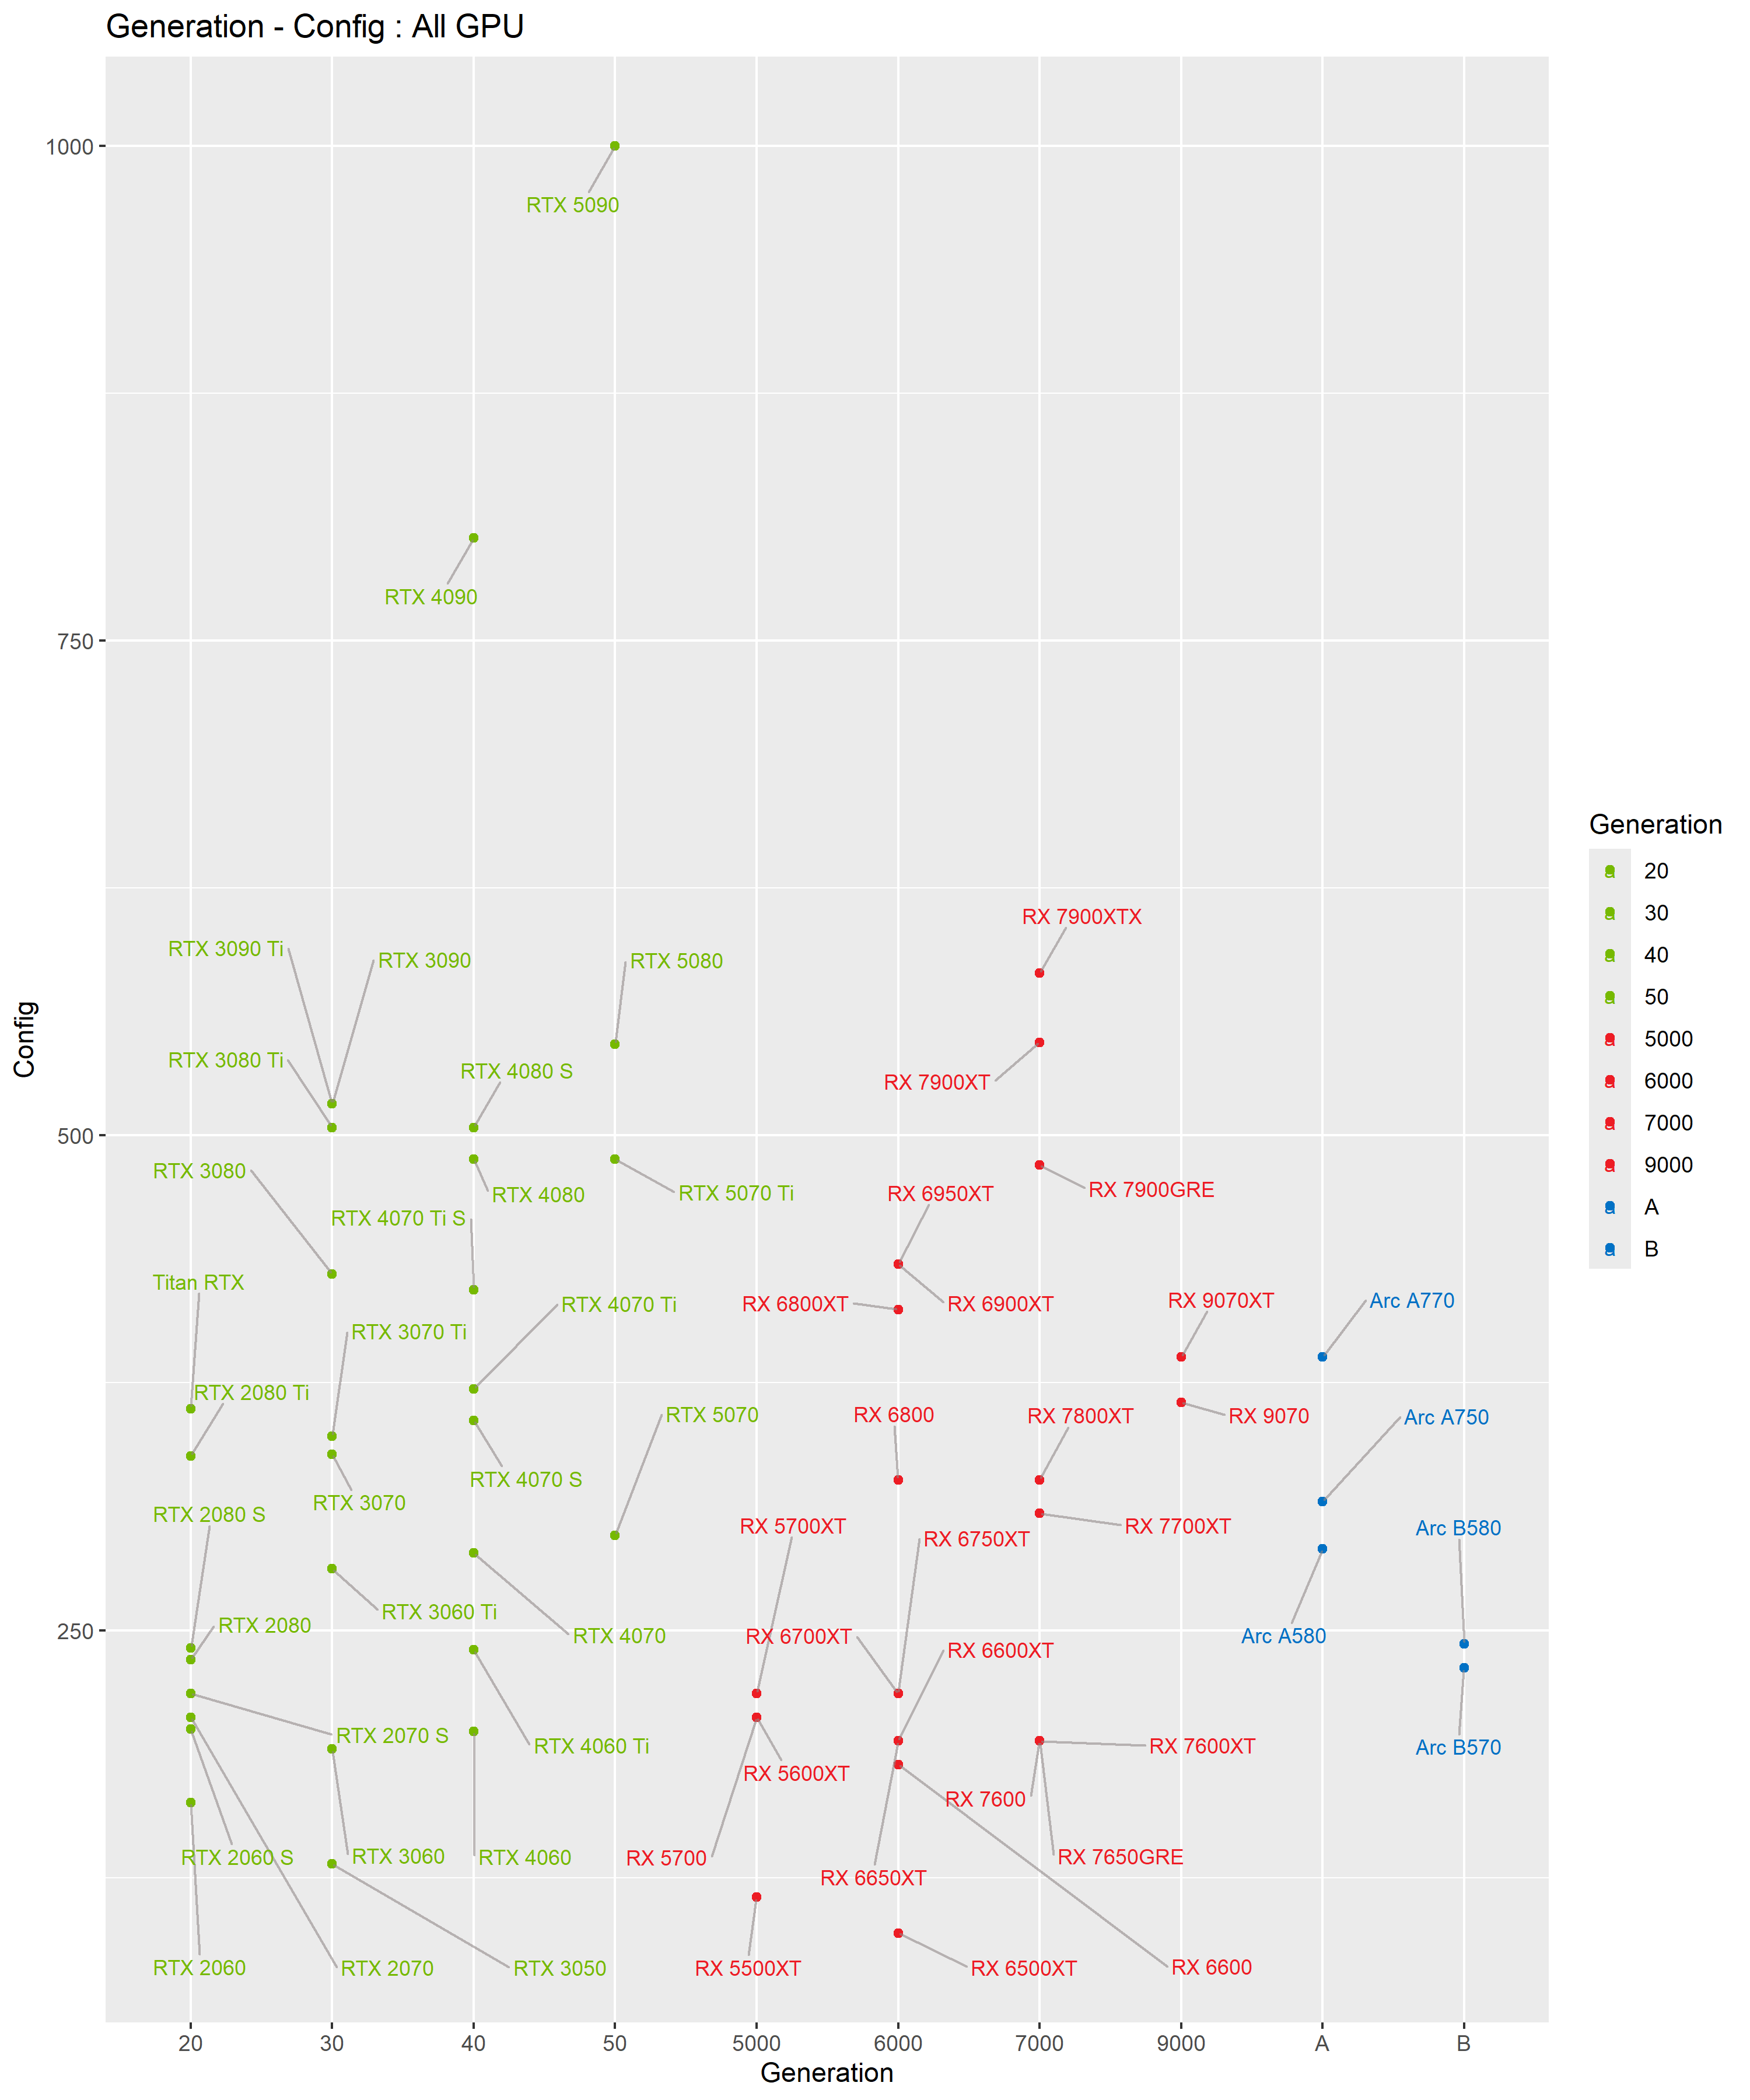 Generation - Config : All GPU
1000
750
500
250
Config
RTX 5090
RTX 4090
RX 7900XTX
RTX 3090 Ti
RTX 3090
RTX 5080
RTX 3080 Ti
RTX 4080 S
RX 7900XT
RTX 3080
RTX 4080
RTX 5070 Ti
RX 6950XT
RX 7900GRE
RTX 4070 Ti S
Titan RTX
RTX 4070 Ti
RX 6800XT
RX 6900XT
RX 9070XT
Arc A770
RTX 3070 Ti
RTX 2080 Ti
RTX 5070
RX 6800
RX 7800XT
RX 9070
Arc A750
RTX 4070 S
RTX 3070
RTX 2080 S
RX 5700XT
RX 6750XT
RX 7700XT
Arc B580
RTX 3060 Ti
RTX 2080
RTX 4070
RX 6700XT
RX 6600XT
Arc A580
RTX 2070 S
RTX 4060 Ti
RX 5600XT
RX 7600XT
Arc B570
RX 7600
RTX 2060 S
RTX 3060
RTX 4060
RX 5700
RX 6650XT
RX 7650GRE
RTX 2060
RTX 2070
RTX 3050
RX 5500XT
RX 6500XT
RX 6600
20
30
40
50
5000
6000
7000
9000
A
B
Generation
Generation
a 20
a 30
a 40
a 50
a 5000
a 6000
a 7000
a 9000
a A
a B